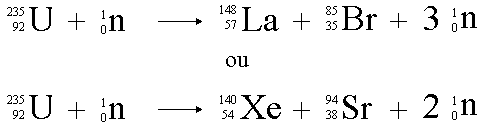 ²³⁵₉₂U + ¹₀n ⟶ ¹⁴⁸₅₇La + ⁸⁵₃₅Br + 3 ¹₀n
ou
²³⁵₉₂U + ¹₀n ⟶ ¹⁴⁰₅₄Xe + ⁹⁴₃₈Sr + 2 ¹₀n